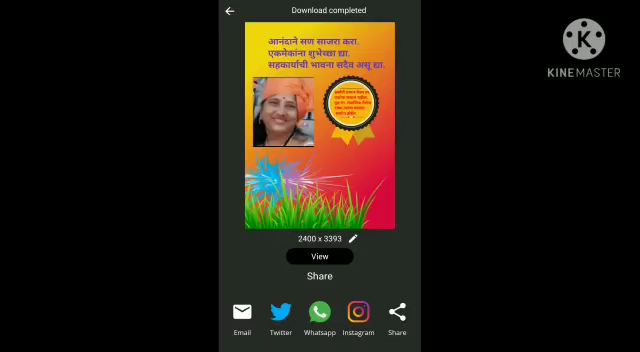 Download completed
आनंदाने सण साजरा करा.
एकमेकांना शुभेच्छा द्या.
सहकार्याची भावना सदैव असू द्या.
2400 x 3393
View
Share
Email
Twitter
Whatsapp
Instagram
Share
KINEMASTER